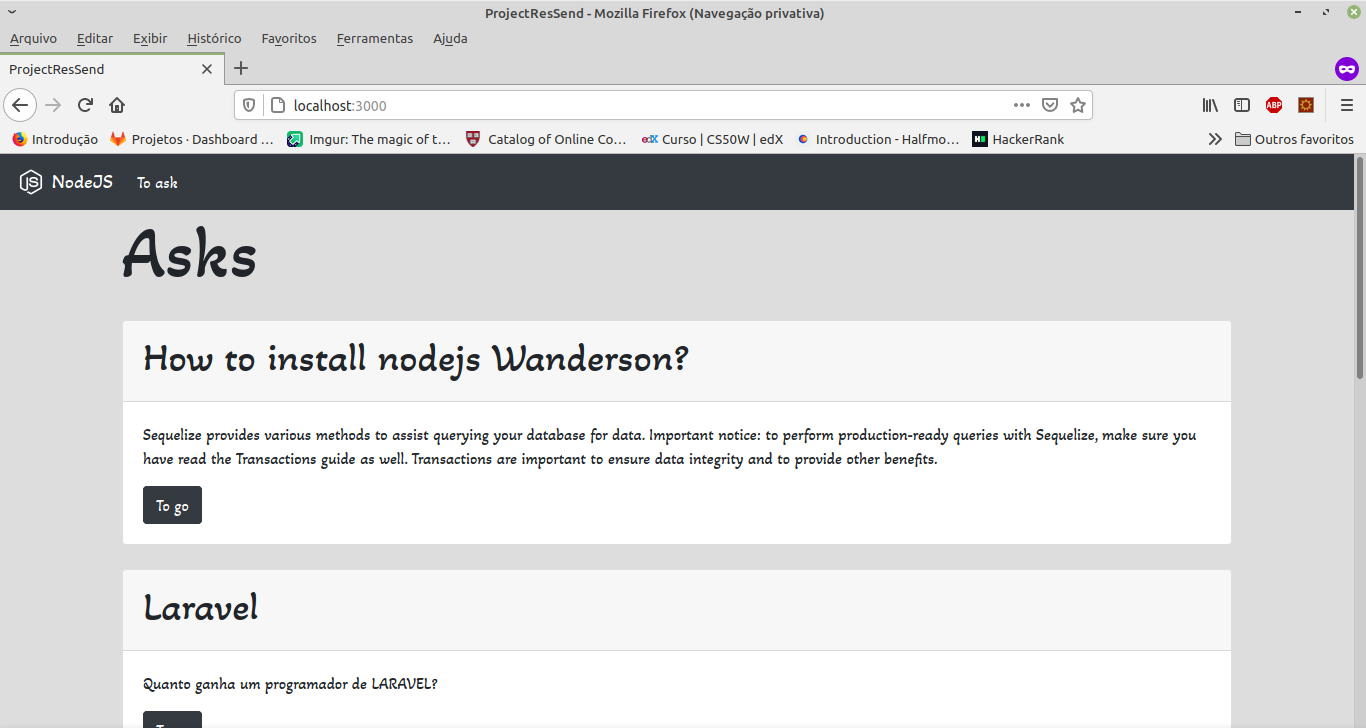 ProjectResSend - Mozilla Firefox (Navegação privativa)
Arquivo Editar Exibir Histórico Favoritos Ferramentas Ajuda
ProjectResSend
localhost:3000
ABP
Introdução Projetos · Dashboard ... Imgur: The magic of t... Catalog of Online Co... edX Curso | CS50W | edX Introduction - Halfmo... H HackerRank Outros favoritos
JS NodeJS To ask
Asks
How to install nodejs Wanderson?
Sequelize provides various methods to assist querying your database for data. Important notice: to perform production-ready queries with Sequelize, make sure you
have read the Transactions guide as well. Transactions are important to ensure data integrity and to provide other benefits.
To go
Laravel
Quanto ganha um programador de LARAVEL?